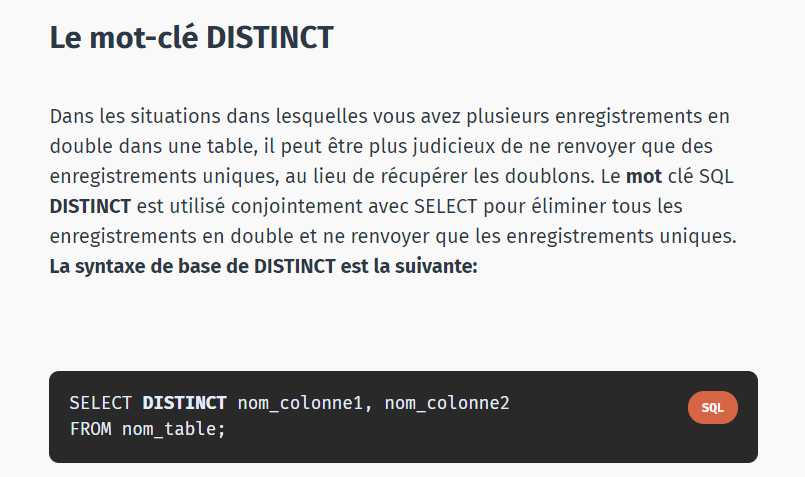 Le mot-clé DISTINCT
Dans les situations dans lesquelles vous avez plusieurs enregistrements en
double dans une table, il peut être plus judicieux de ne renvoyer que des
enregistrements uniques, au lieu de récupérer les doublons. Le mot clé SQL
DISTINCT est utilisé conjointement avec SELECT pour éliminer tous les
enregistrements en double et ne renvoyer que les enregistrements uniques.
La syntaxe de base de DISTINCT est la suivante:
SELECT DISTINCT nom_colonne1, nom_colonne2
SQL
FROM nom_table;